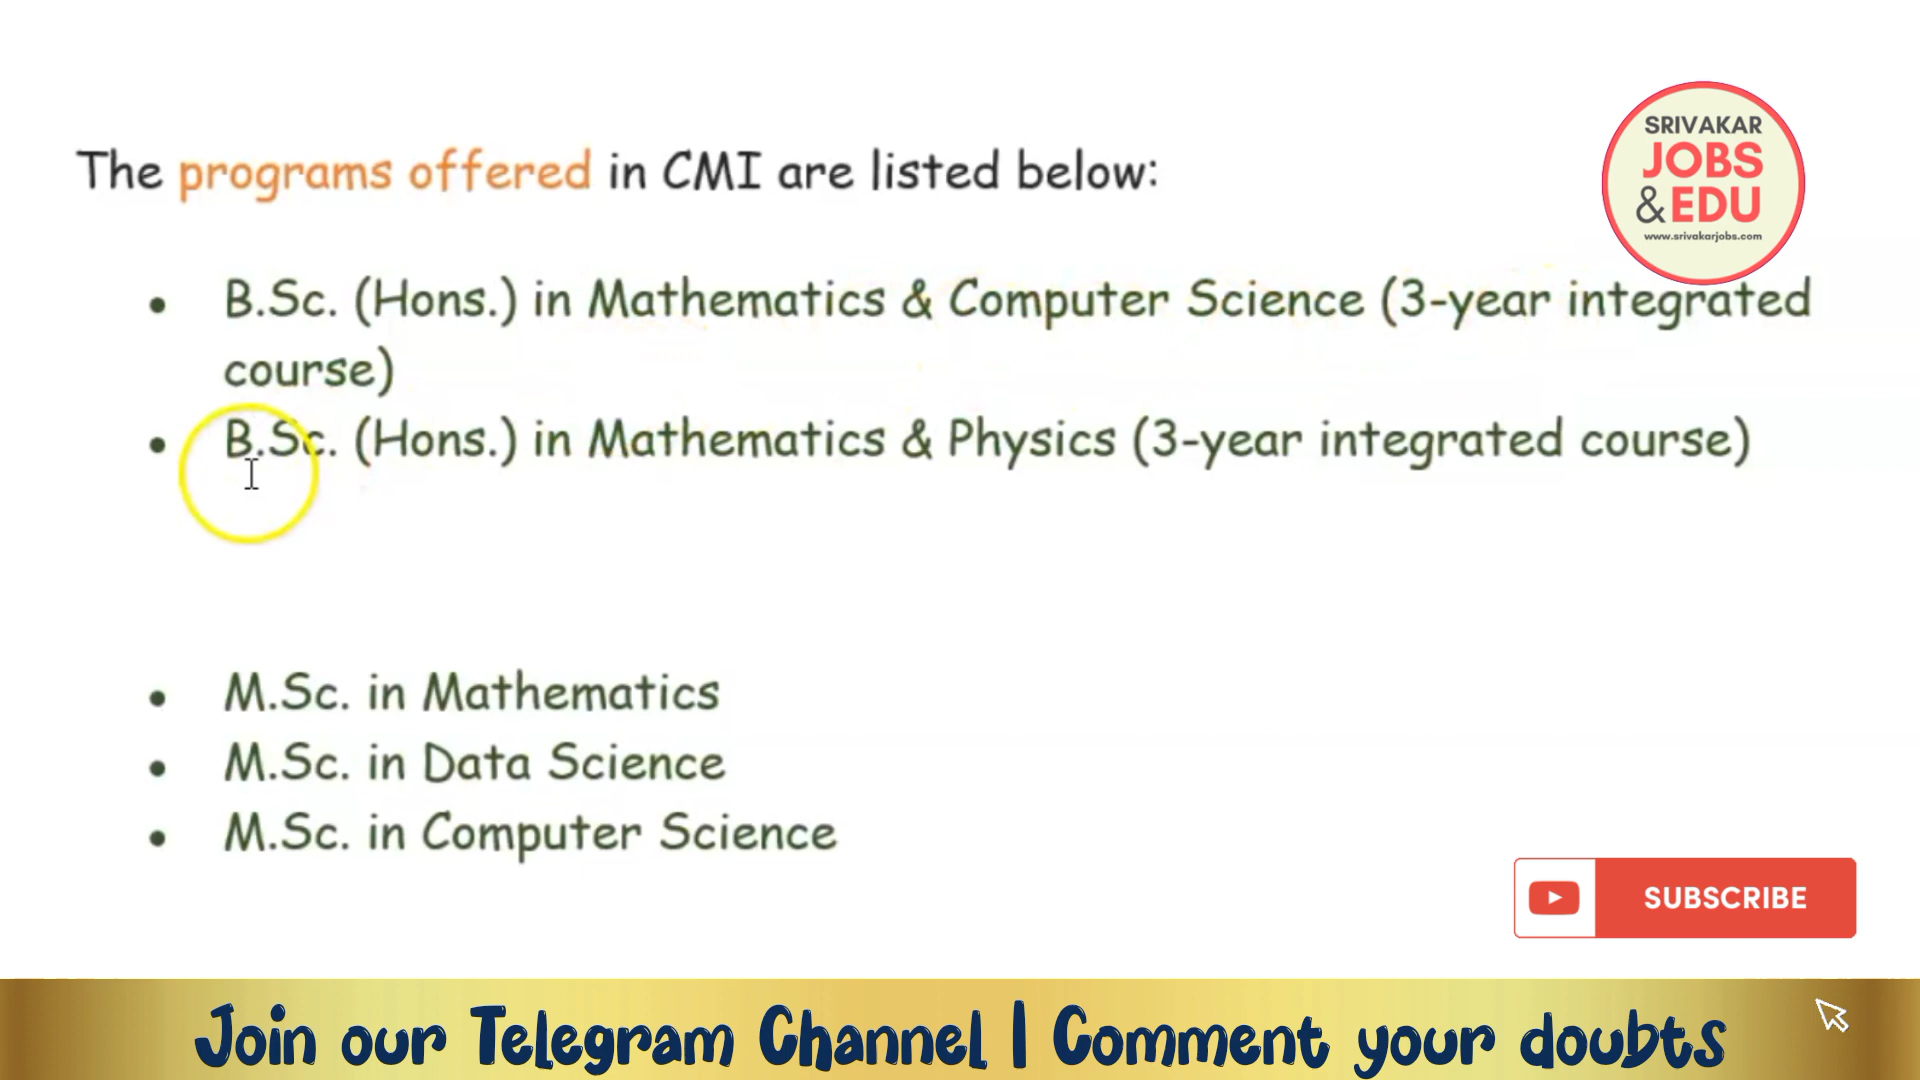 SRIVAKAR
JOBS
&EDU
www.srivakarjobs.com
The programs offered in CMI are listed below:
• B.Sc. (Hons.) in Mathematics & Computer Science (3-year integrated
course)
• B.Sc. (Hons.) in Mathematics & Physics (3-year integrated course)
• M.Sc. in Mathematics
• M.Sc. in Data Science
• M.Sc. in Computer Science
SUBSCRIBE
Join our Telegram Channel | Comment your doubts